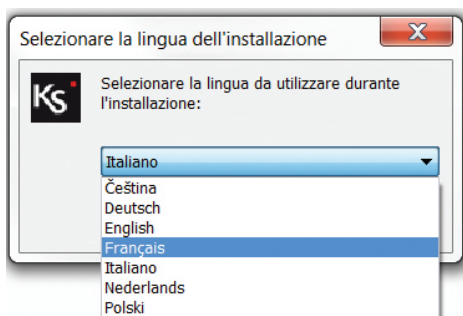 Selezionare la lingua dell'installazione
KS
Selezionare la lingua da utilizzare durante
l'installazione:
Italiano
Čeština
Deutsch
English
Français
Italiano
Nederlands
Polski